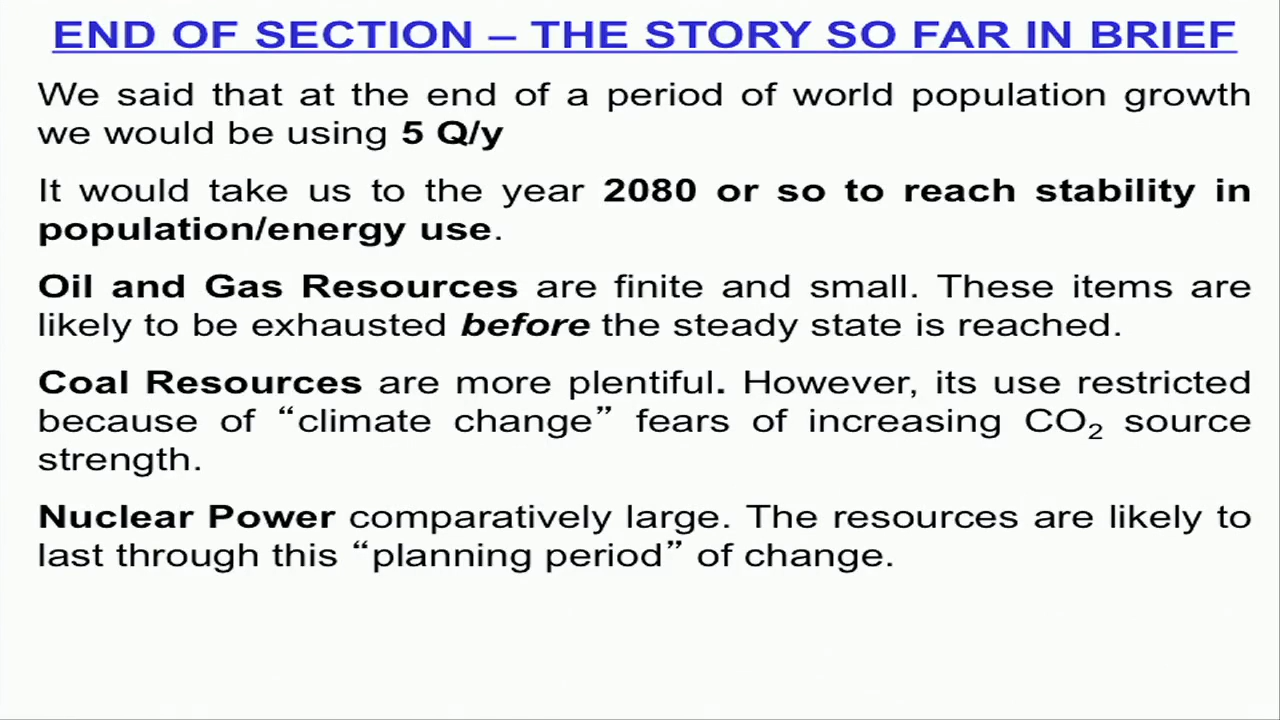 END OF SECTION – THE STORY SO FAR IN BRIEF
We said that at the end of a period of world population growth
we would be using 5 Q/y
It would take us to the year 2080 or so to reach stability in
population/energy use.
Oil and Gas Resources are finite and small. These items are
likely to be exhausted before the steady state is reached.
Coal Resources are more plentiful. However, its use restricted
because of “climate change” fears of increasing CO₂ source
strength.
Nuclear Power comparatively large. The resources are likely to
last through this “planning period” of change.